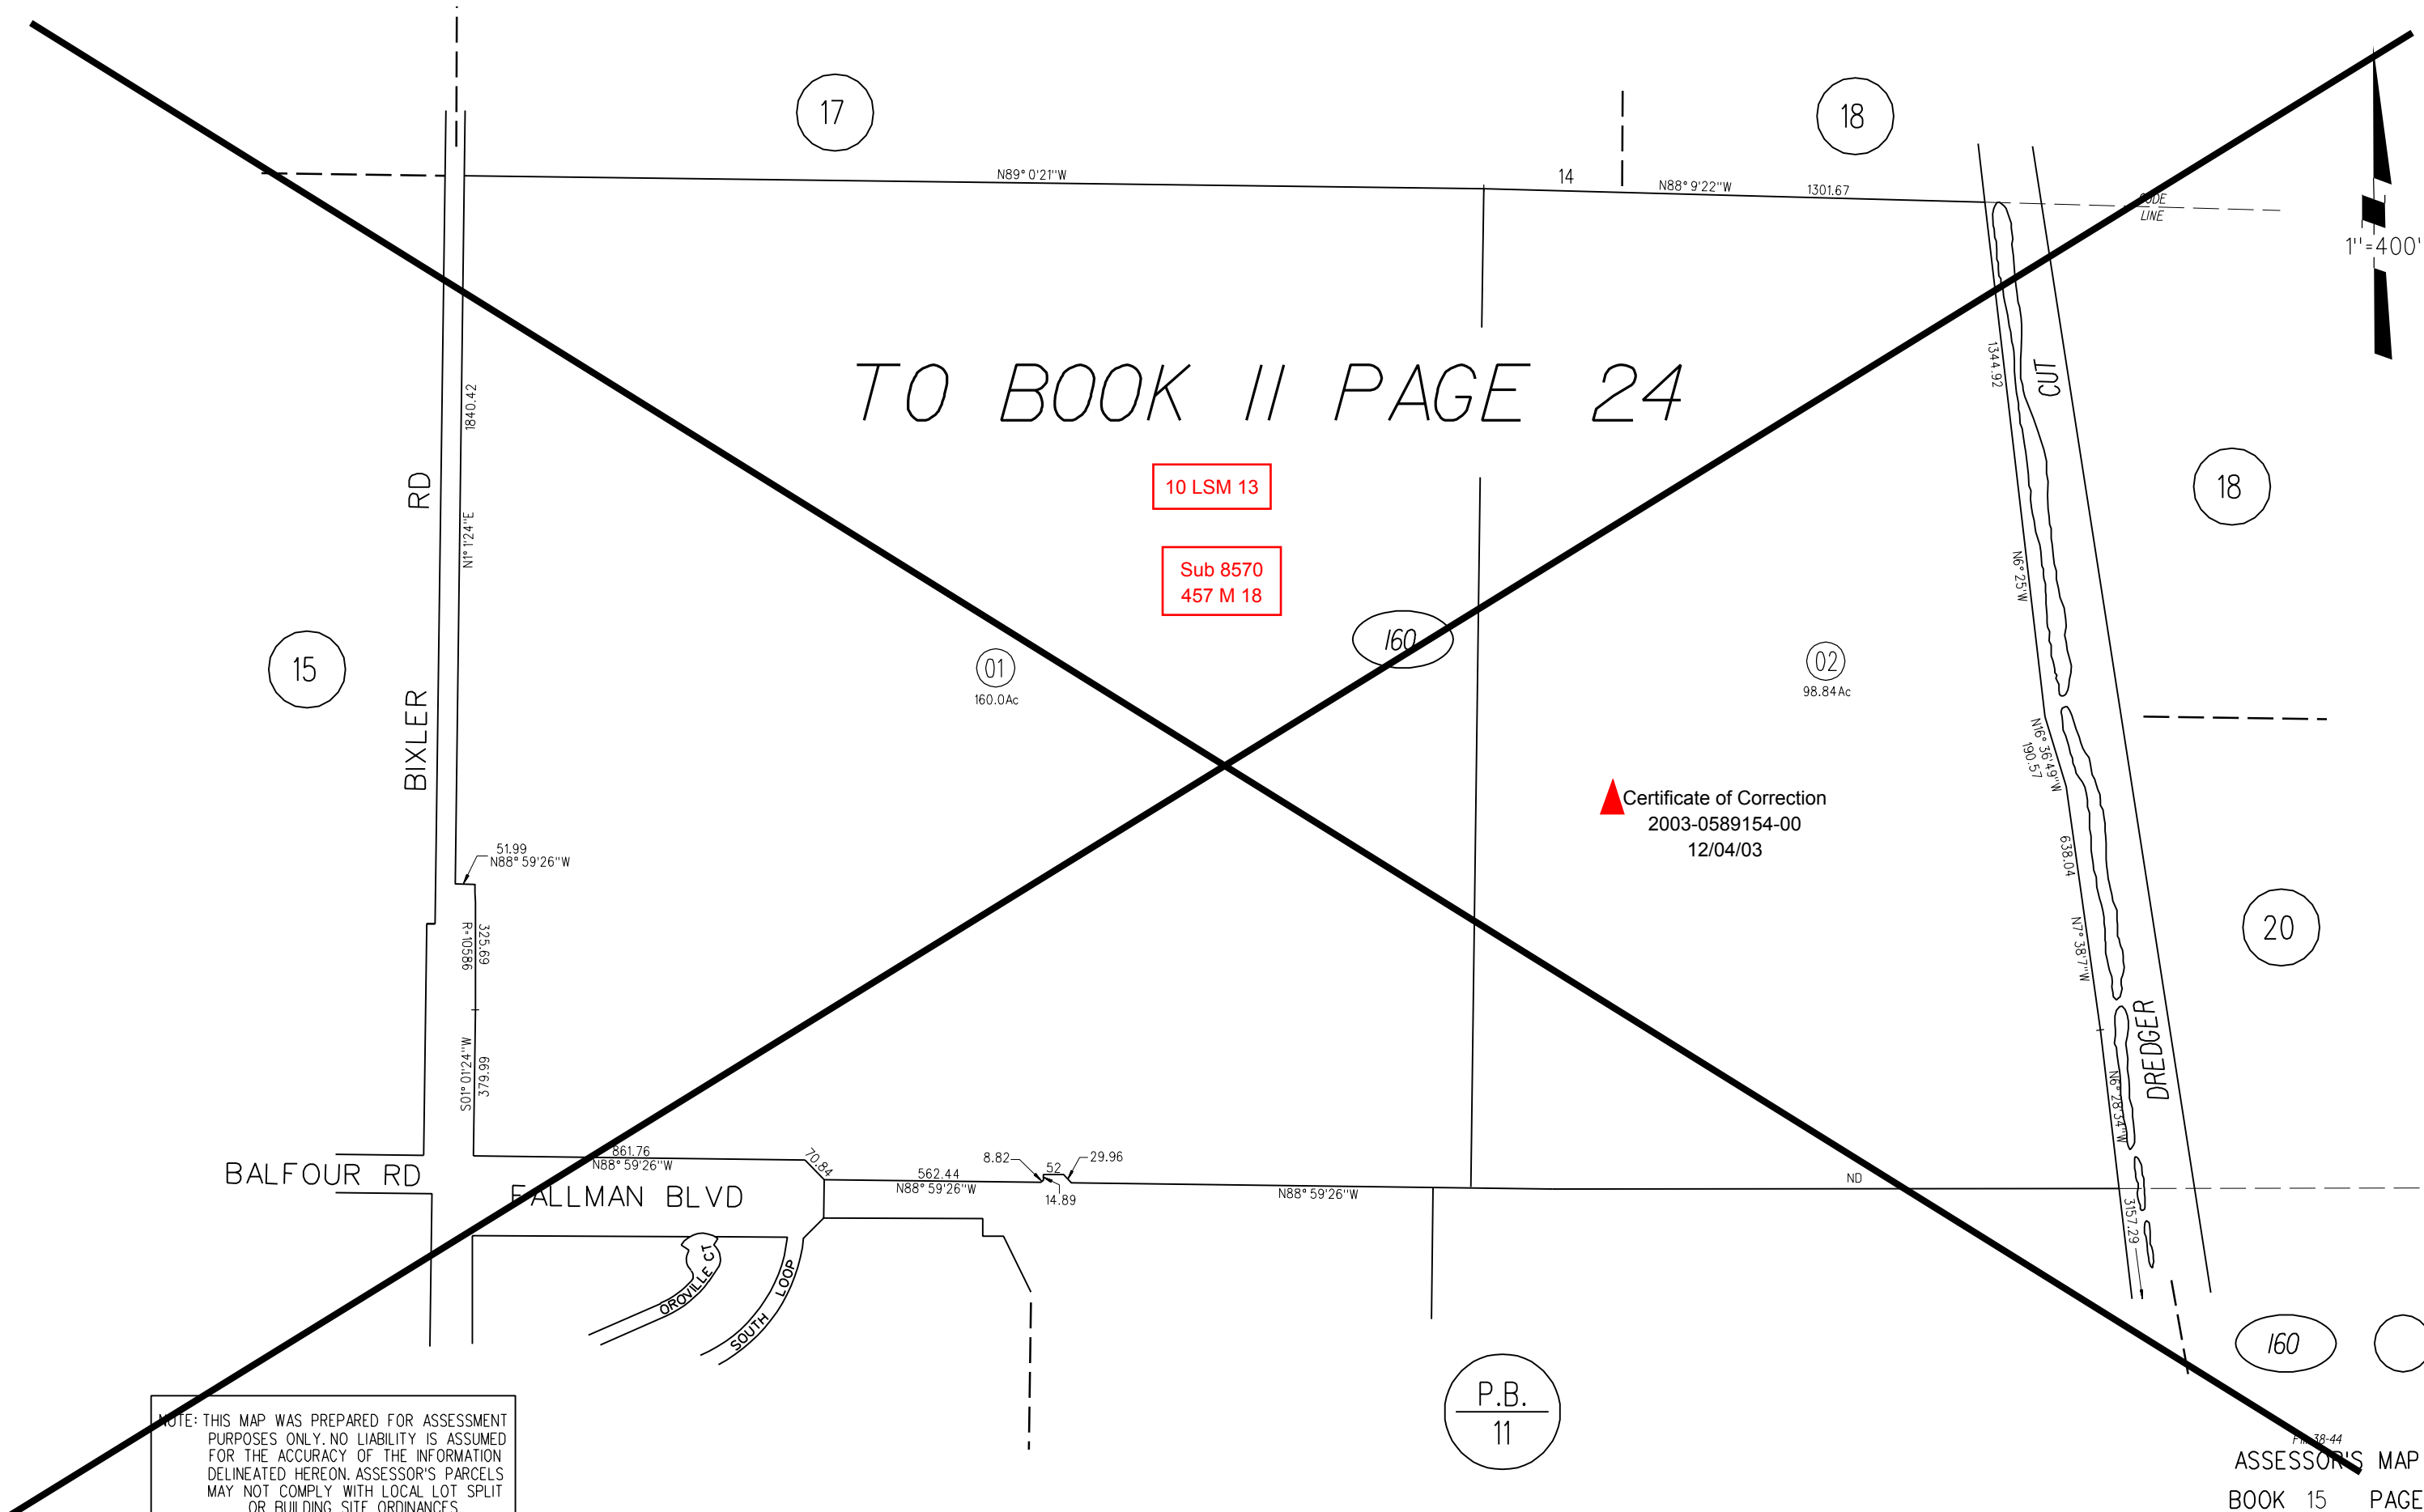 17
18
N89° 0'21"W
14
N88° 9'22"W
1301.67
CODE
LINE
1"=400'
TO BOOK 11 PAGE 24
1840.42
N1° 1'24"E
BIXLER RD
10 LSM 13
Sub 8570
457 M 18
160
15
01
160.0Ac
02
98.84Ac
1344.92
CUT
N6° 25'W
18
N16° 36'49"W
190.57
Certificate of Correction
2003-0589154-00
12/04/03
638.04
N7° 38'7"W
20
51.99
N88° 59'26"W
325.69
R=10586
S01° 01'24"W
379.99
DREDGER
N6° 28'34"W
BALFOUR RD
861.76
N88° 59'26"W
70.84
FALLMAN BLVD
562.44
N88° 59'26"W
8.82
52
29.96
14.89
N88° 59'26"W
ND
3157.29
OROVILLE CT
SOUTH LOOP
160
P.B.
11
NOTE: THIS MAP WAS PREPARED FOR ASSESSMENT
PURPOSES ONLY. NO LIABILITY IS ASSUMED
FOR THE ACCURACY OF THE INFORMATION
DELINEATED HEREON. ASSESSOR'S PARCELS
MAY NOT COMPLY WITH LOCAL LOT SPLIT
OR BUILDING SITE ORDINANCES
38-44
ASSESSOR'S MAP
BOOK 15 PAGE